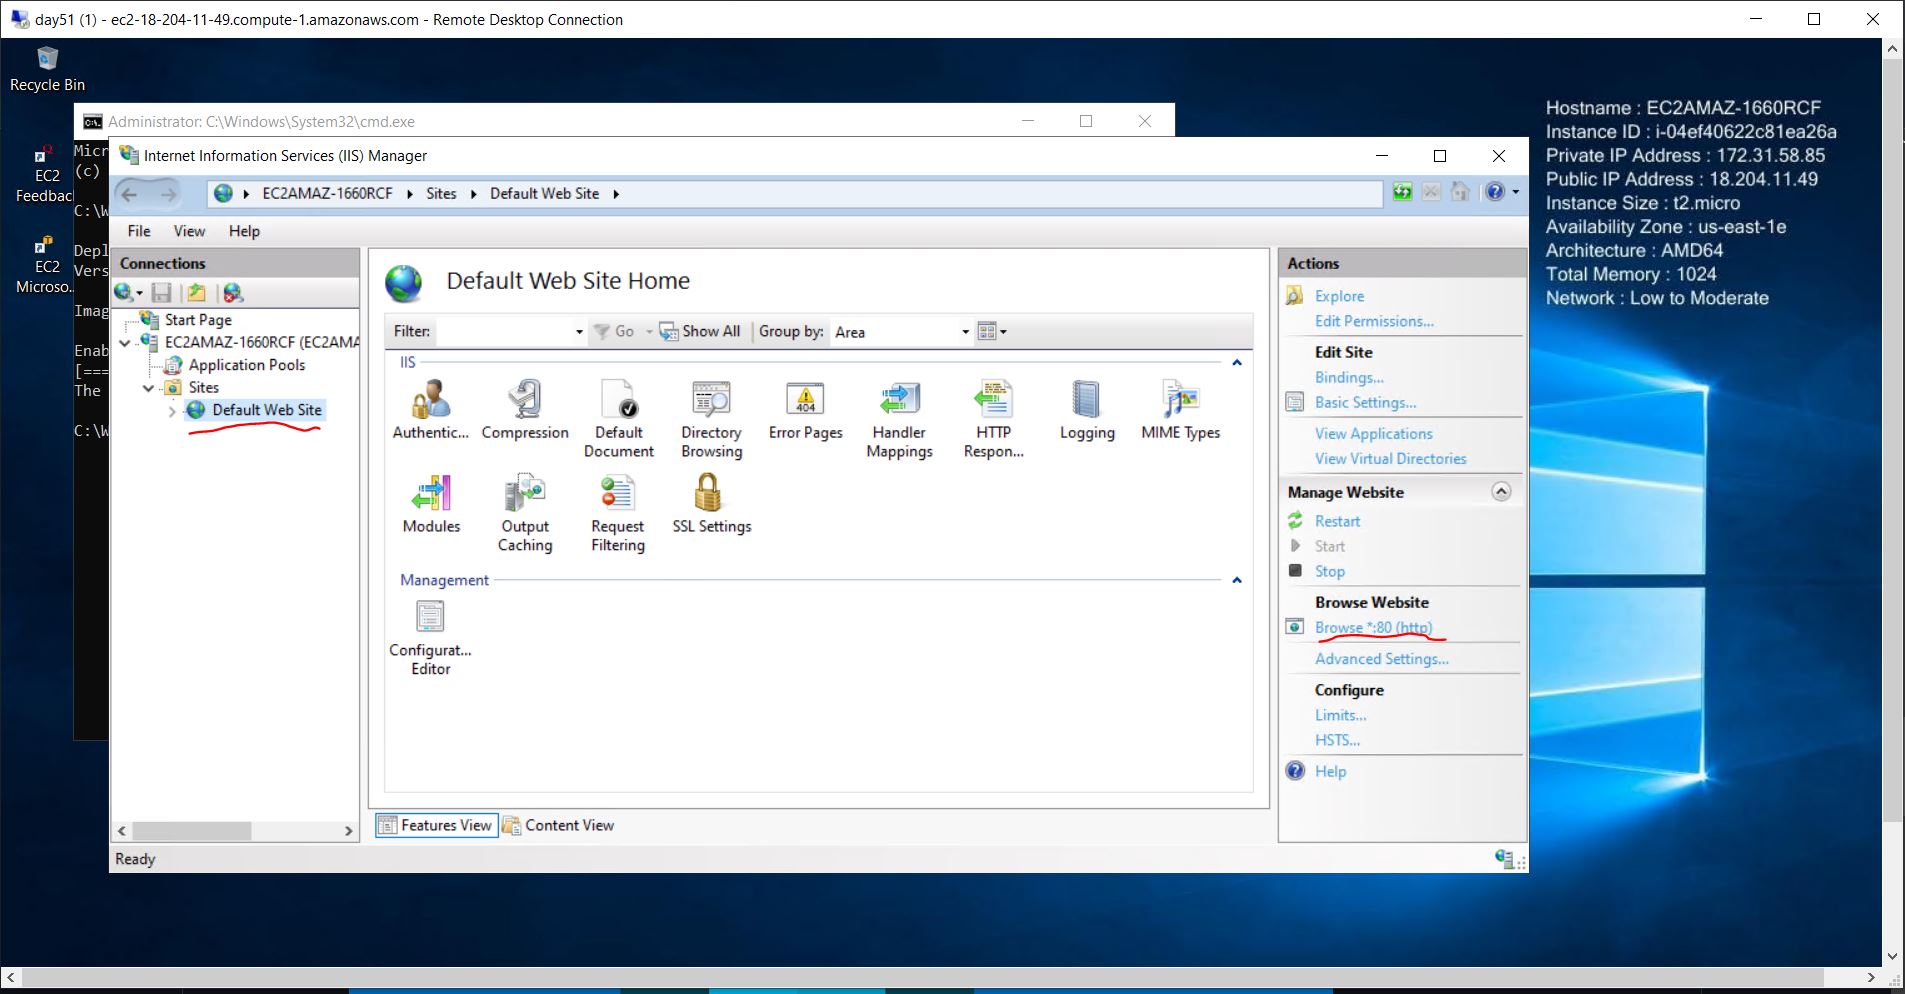 day51 (1) - ec2-18-204-11-49.compute-1.amazonaws.com - Remote Desktop Connection
Recycle Bin
EC2
Feedbac
EC2
Microso...
Administrator: C:\Windows\System32\cmd.exe
Micr
(c)
C:\W
Depl
Vers
Imag
Enab
[===
The
C:\W
Internet Information Services (IIS) Manager
EC2AMAZ-1660RCF
Sites
Default Web Site
File View Help
Connections
Start Page
EC2AMAZ-1660RCF (EC2AMA
Application Pools
Sites
Default Web Site
Default Web Site Home
Filter: Go Show All Group by: Area
IIS
Authentic... Compression Default Document Directory Browsing Error Pages Handler Mappings HTTP Respon... Logging MIME Types
404
Modules Output Caching Request Filtering SSL Settings
Management
Configurat... Editor
Features View Content View
Ready
Actions
Explore
Edit Permissions...
Edit Site
Bindings...
Basic Settings...
View Applications
View Virtual Directories
Manage Website
Restart
Start
Stop
Browse Website
Browse *:80 (http)
Advanced Settings...
Configure
Limits...
HSTS...
Help
Hostname : EC2AMAZ-1660RCF
Instance ID : i-04ef40622c81ea26a
Private IP Address : 172.31.58.85
Public IP Address : 18.204.11.49
Instance Size : t2.micro
Availability Zone : us-east-1e
Architecture : AMD64
Total Memory : 1024
Network : Low to Moderate